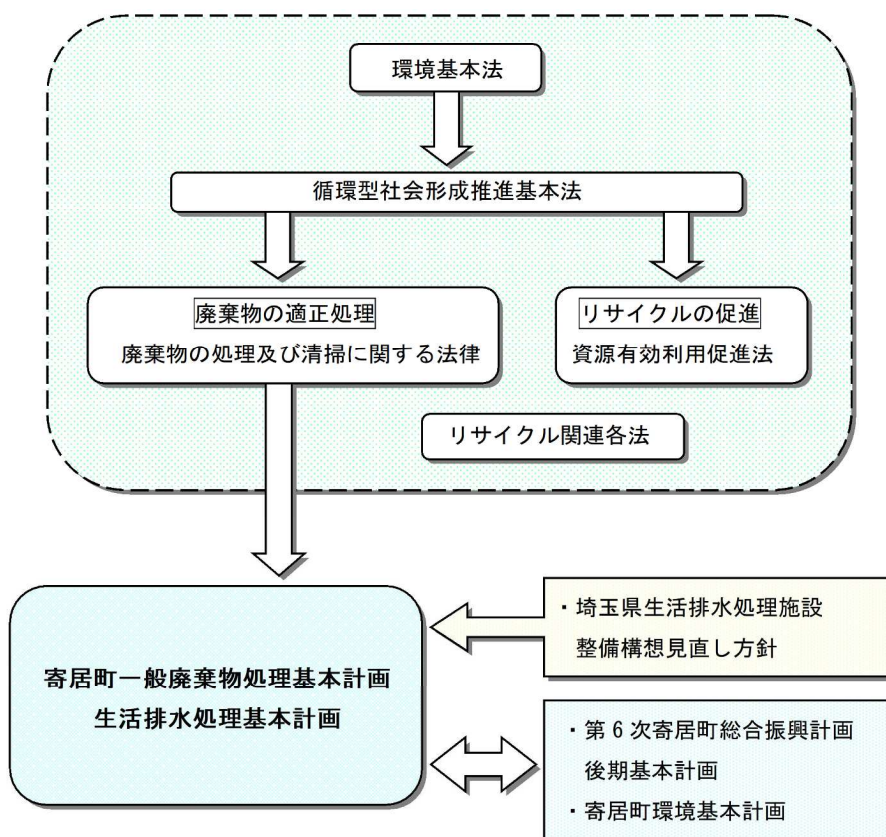 環境基本法
循環型社会形成推進基本法
廃棄物の適正処理
廃棄物の処理及び清掃に関する法律
リサイクルの促進
資源有効利用促進法
リサイクル関連各法
寄居町一般廃棄物処理基本計画
生活排水処理基本計画
・埼玉県生活排水処理施設
整備構想見直し方針
・第6次寄居町総合振興計画
後期基本計画
・寄居町環境基本計画